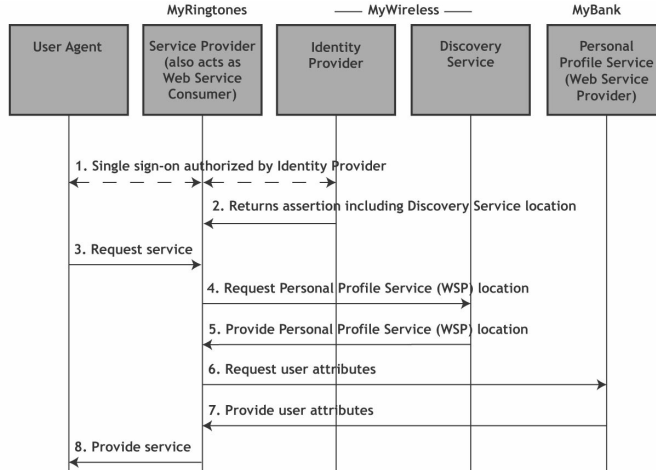 MyRingtones
MyWireless
MyBank
User Agent
Service Provider
(also acts as
Web Service
Consumer)
Identity
Provider
Discovery
Service
Personal
Profile Service
(Web Service
Provider)
1. Single sign-on authorized by Identity Provider
2. Returns assertion including Discovery Service location
3. Request service
4. Request Personal Profile Service (WSP) location
5. Provide Personal Profile Service (WSP) location
6. Request user attributes
7. Provide user attributes
8. Provide service